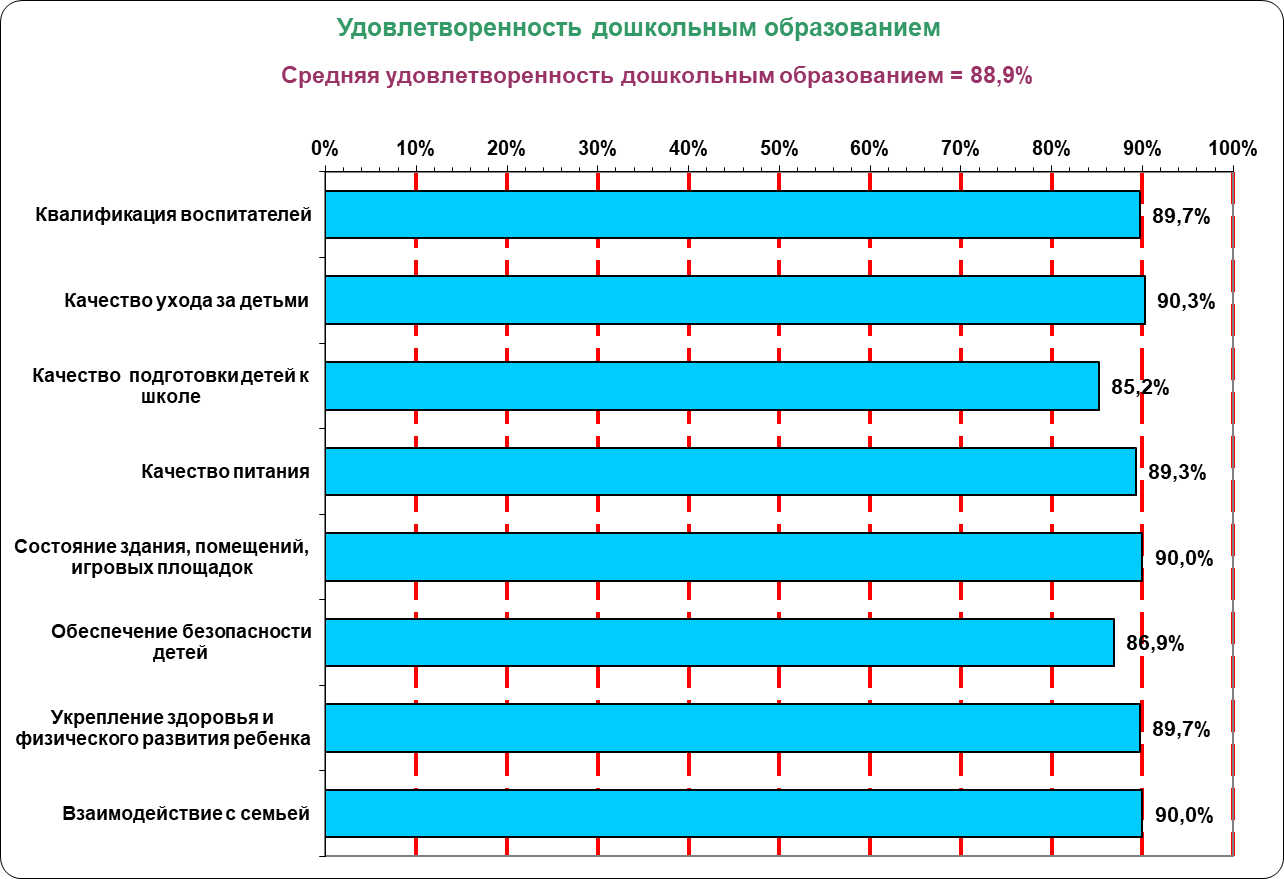 Удовлетворенность дошкольным образованием
Средняя удовлетворенность дошкольным образованием = 88,9%
0% 10% 20% 30% 40% 50% 60% 70% 80% 90% 100%
Квалификация воспитателей 89,7%
Качество ухода за детьми 90,3%
Качество подготовки детей к
школе 85,2%
Качество питания 89,3%
Состояние здания, помещений,
игровых площадок 90,0%
Обеспечение безопасности
детей 86,9%
Укрепление здоровья и
физического развития ребенка 89,7%
Взаимодействие с семьей 90,0%